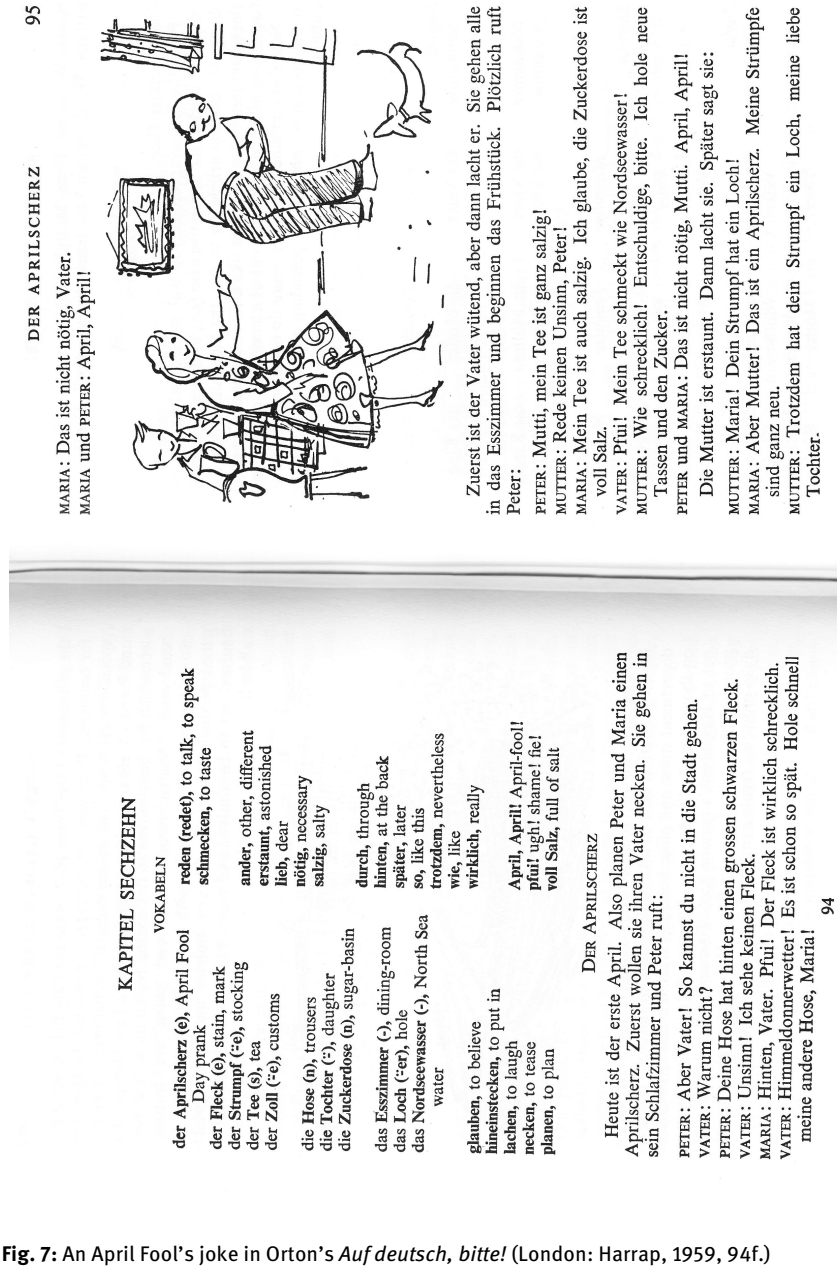 KAPITEL SECHZEHN
VOKABELN
der Aprilscherz (e), April Fool
Day prank
der Fleck (e), stain, mark
der Strumpf (¨e), stocking
der Tee (s), tea
der Zoll (¨e), customs
die Hose (n), trousers
die Tochter (¨), daughter
die Zuckerdose (n), sugar-basin
das Esszimmer (-), dining-room
das Loch (¨er), hole
das Nordseewasser (-), North Sea
water
glauben, to believe
hineinstecken, to put in
lachen, to laugh
necken, to tease
planen, to plan
reden (redet), to talk, to speak
schmecken, to taste
ander, other, different
erstaunt, astonished
lieb, dear
nötig, necessary
salzig, salty
durch, through
hinten, at the back
später, later
so, like this
trotzdem, nevertheless
wie, like
wirklich, really
April, April! April-fool!
pfui! ugh! shame! fie!
voll Salz, full of salt
DER APRILSCHERZ
Heute ist der erste April. Also planen Peter und Maria einen
Aprilscherz. Zuerst wollen sie ihren Vater necken. Sie gehen in
sein Schlafzimmer und Peter ruft:
PETER: Aber Vater! So kannst du nicht in die Stadt gehen.
VATER: Warum nicht?
PETER: Deine Hose hat hinten einen grossen schwarzen Fleck.
VATER: Unsinn! Ich sehe keinen Fleck.
MARIA: Hinten, Vater. Pfui! Der Fleck ist wirklich schrecklich.
VATER: Himmeldonnerwetter! Es ist schon so spät. Hole schnell
meine andere Hose, Maria!
94
DER APRILSCHERZ 95
MARIA: Das ist nicht nötig, Vater.
MARIA und PETER: April, April!
Zuerst ist der Vater wütend, aber dann lacht er. Sie gehen alle
in das Esszimmer und beginnen das Frühstück. Plötzlich ruft
Peter:
PETER: Mutti, mein Tee ist ganz salzig!
MUTTER: Rede keinen Unsinn, Peter!
MARIA: Mein Tee ist auch salzig. Ich glaube, die Zuckerdose ist
voll Salz.
VATER: Pfui! Mein Tee schmeckt wie Nordseewasser!
MUTTER: Wie schrecklich! Entschuldige, bitte. Ich hole neue
Tassen und den Zucker.
PETER und MARIA: Das ist nicht nötig, Mutti. April, April!
Die Mutter ist erstaunt. Dann lacht sie. Später sagt sie:
MUTTER: Maria! Dein Strumpf hat ein Loch!
MARIA: Aber Mutter! Das ist ein Aprilscherz. Meine Strümpfe
sind ganz neu.
MUTTER: Trotzdem hat dein Strumpf ein Loch, meine liebe
Tochter.
Fig. 7: An April Fool's joke in Orton's Auf deutsch, bitte! (London: Harrap, 1959, 94f.)